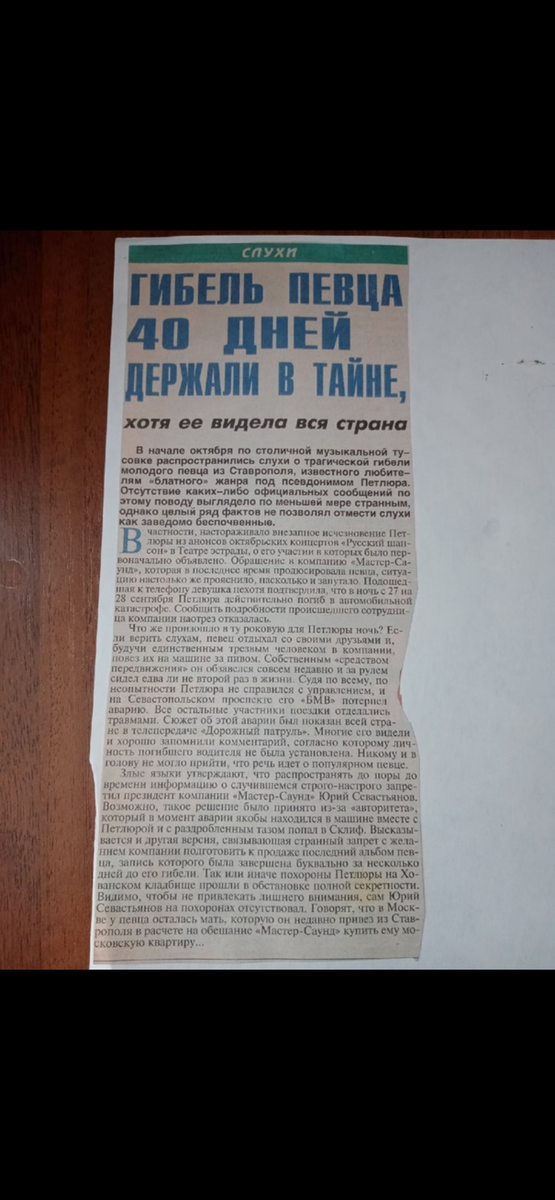 СЛУХИ
ГИБЕЛЬ ПЕВЦА
40 ДНЕЙ
ДЕРЖАЛИ В ТАЙНЕ,
хотя ее видела вся страна
В начале октября по столичной музыкальной ту-
совке распространились слухи о трагической гибели
молодого певца из Ставрополя, известного любите-
лям «блатного» жанра под псевдонимом Петлюра.
Отсутствие каких-либо официальных сообщений по
этому поводу выглядело по меньшей мере странным,
однако целый ряд фактов не позволял отмести слухи
как заведомо беспочвенные.
В частности, настораживало внезапное исчезновение Пет-
люры из анонсов октябрьских концертов «Русский шан-
сон» в Театре эстрады, о его участии в которых было пер-
воначально объявлено. Обращение в компанию «Мастер-Са-
унд», которая в последнее время продюсировала певца, ситуа-
цию настолько же прояснило, насколько и запутало. Подошед-
шая к телефону девушка нехотя подтвердила, что в ночь с 27 на
28 сентября Петлюра действительно погиб в автомобильной
катастрофе. Сообщить подробности происшедшего сотрудни-
ца компании наотрез отказалась.
Что же произошло в ту роковую для Петлюры ночь? Ес-
ли верить слухам, певец отдыхал со своими друзьями и,
будучи единственным трезвым человеком в компании,
повез их на машине за пивом. Собственным «средством
передвижения» он обзавелся совсем недавно и за рулем
сидел едва ли не второй раз в жизни. Судя по всему, по
неопытности Петлюра не справился с управлением, и
на Севастопольском проспекте его «БМВ» потерпел
аварию. Все остальные участники поездки отделались
травмами. Сюжет об этой аварии был показан всей стра-
не в телепередаче «Дорожный патруль». Многие его видели
и хорошо запомнили комментарий, согласно которому лич-
ность погибшего водителя не была установлена. Никому и в
голову не могло прийти, что речь идет о популярном певце.
Злые языки утверждают, что распространять до поры до
времени информацию о случившемся строго-настрого запре-
тил президент компании «Мастер-Саунд» Юрий Севастьянов.
Возможно, такое решение было принято из-за «авторитета»,
который в момент аварии якобы находился в машине вместе с
Петлюрой и с раздробленным тазом попал в Склиф. Высказы-
вается и другая версия, связывающая странный запрет с жела-
нием компании подготовить к продаже последний альбом пев-
ца, запись которого была завершена буквально за несколько
дней до его гибели. Так или иначе похороны Петлюры на Хо-
ванском кладбище прошли в обстановке полной секретности.
Видимо, чтобы не привлекать лишнего внимания, сам Юрий
Севастьянов на похоронах отсутствовал. Говорят, что в Моск-
ве у певца осталась мать, которую он недавно привез из Став-
рополя в расчете на обещание «Мастер-Саунд» купить ему мо-
сковскую квартиру...